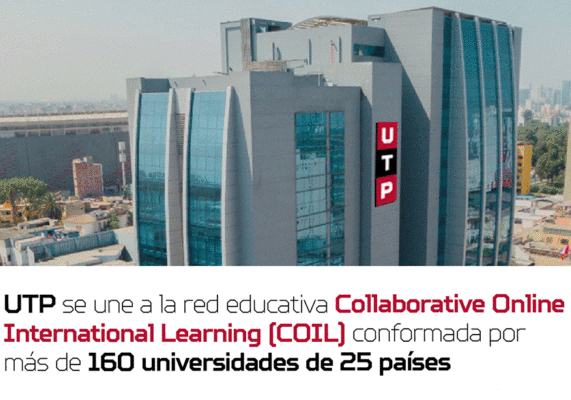 U
T
P
UTP se une a la red educativa Collaborative Online
International Learning (COIL) conformada por
más de 160 universidades de 25 países